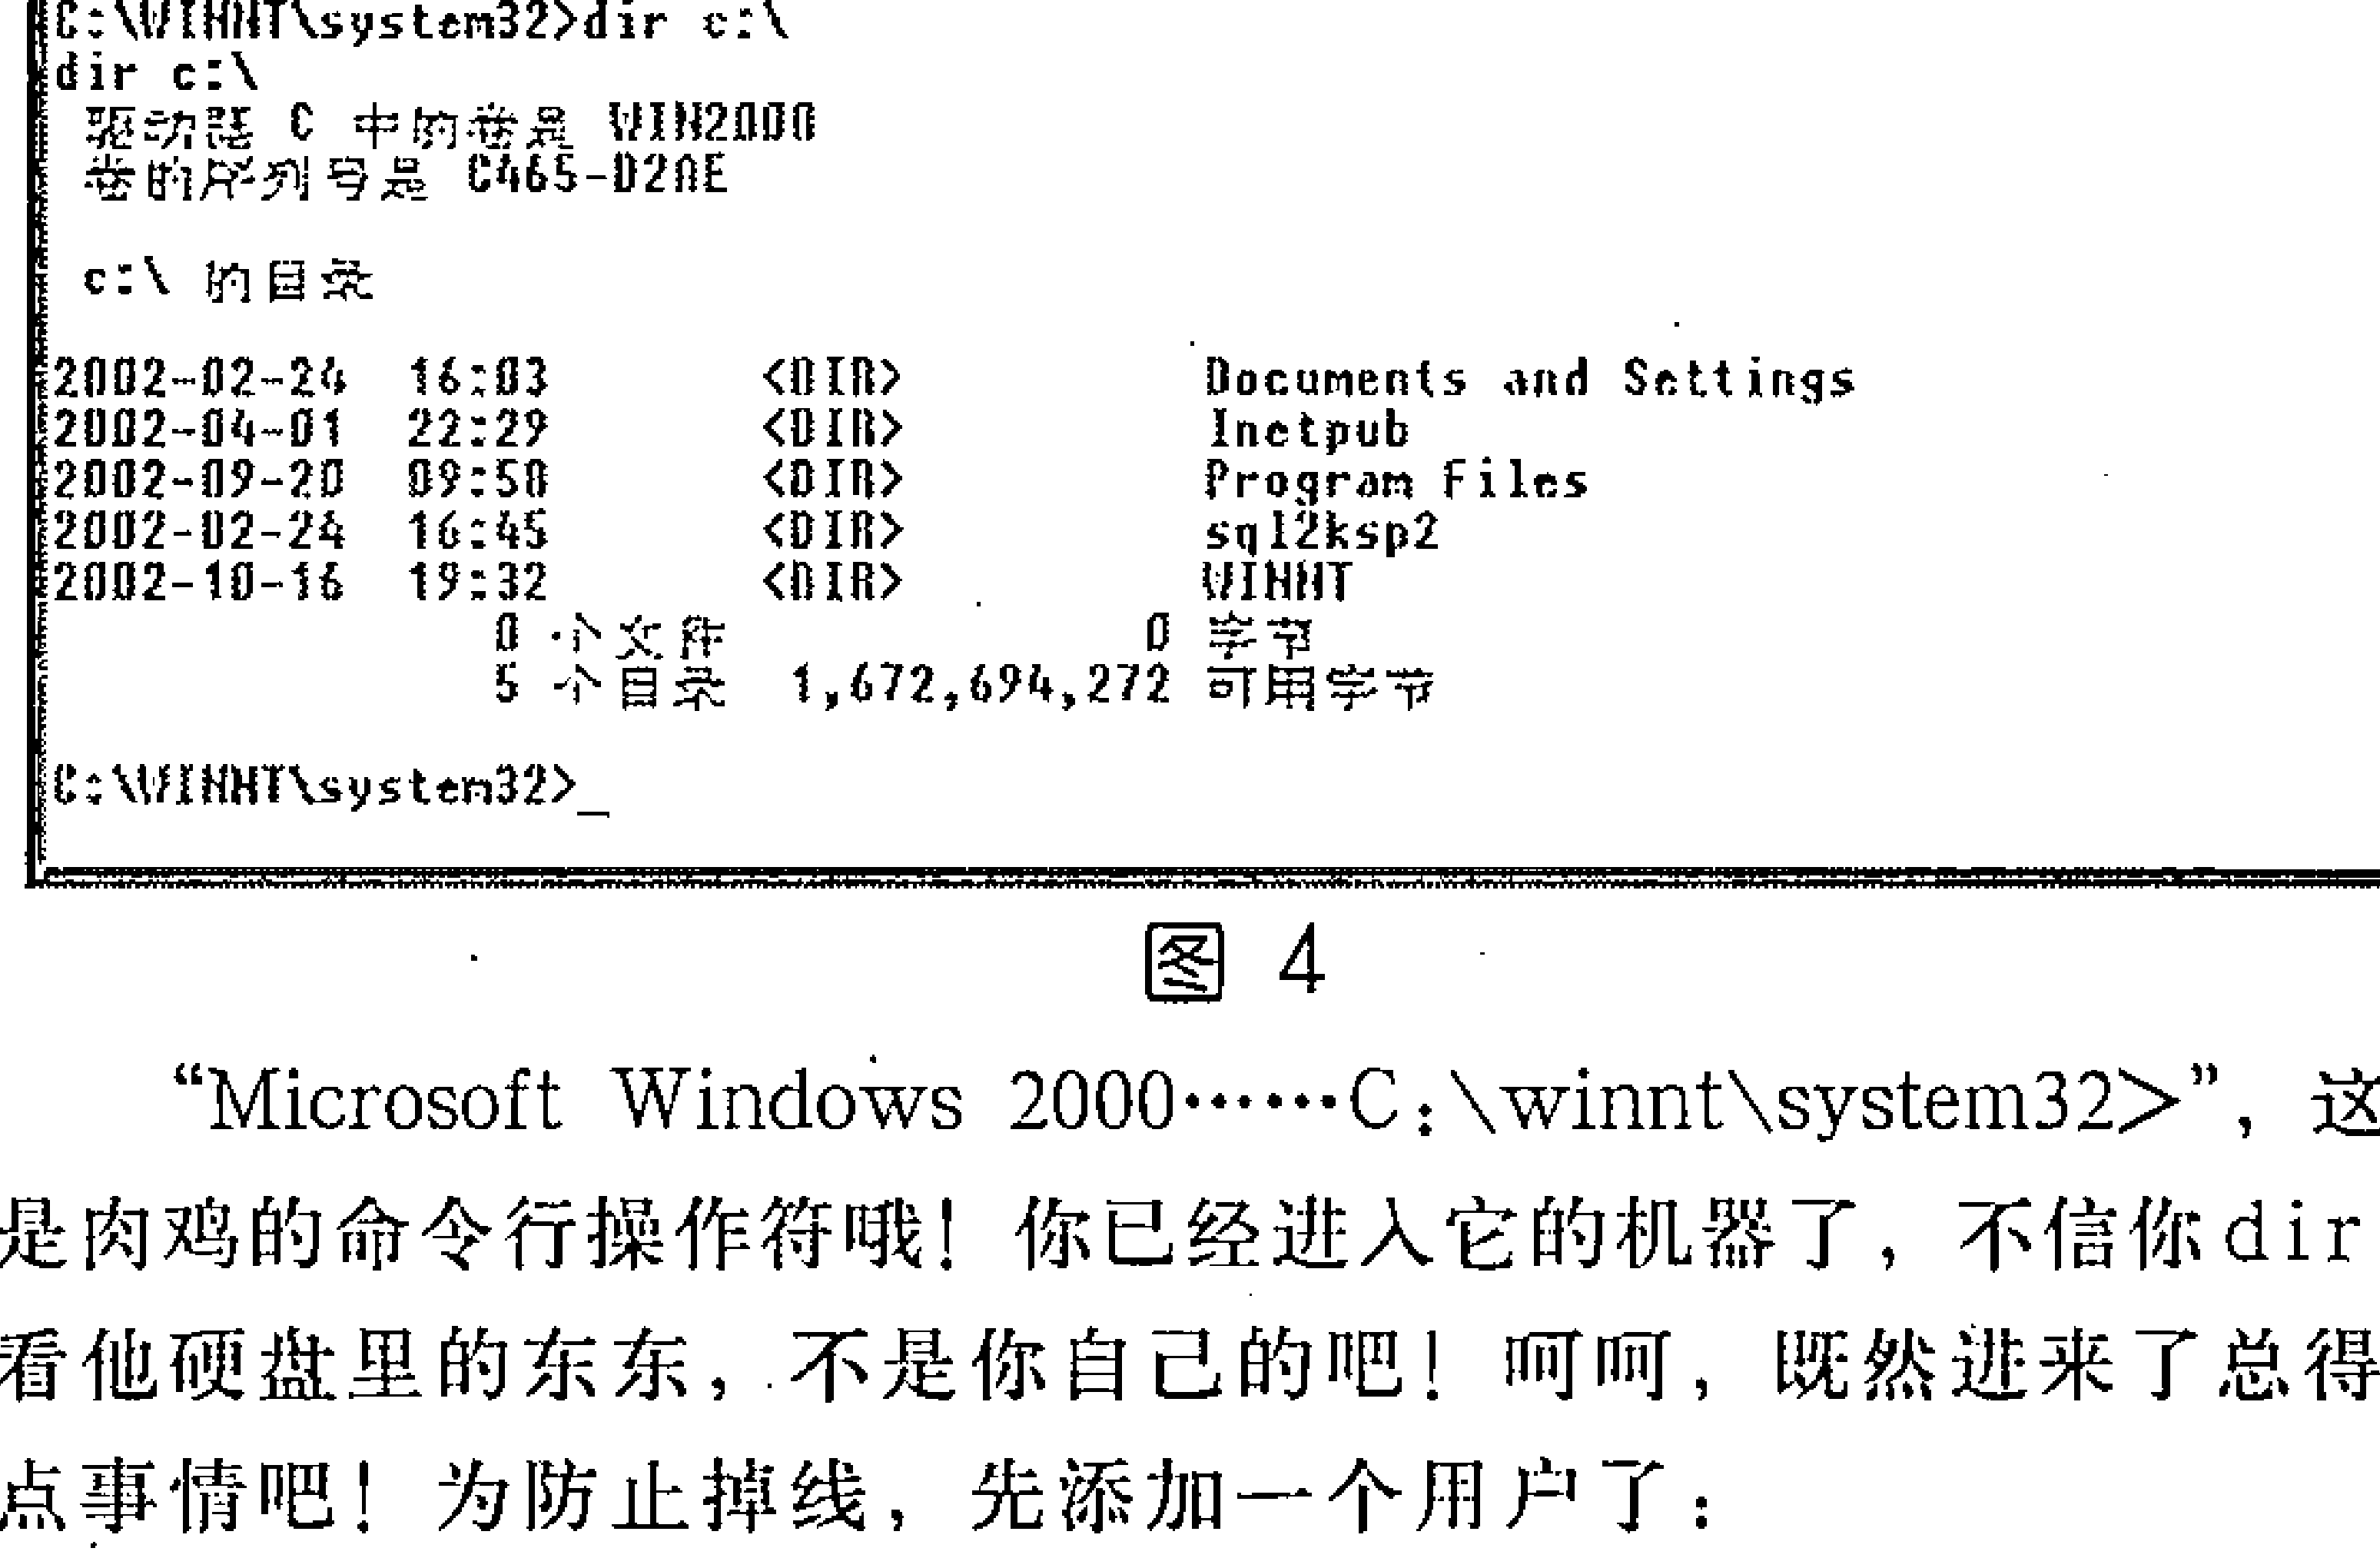 C:\WINNT\system32>dir c:\
dir c:\
驱动器 C 中的卷是 WIN2000
卷的序列号是 C465-D20E
c:\ 的目录
2002-02-24 16:03 <DIR> Documents and Settings
2002-04-01 22:29 <DIR> Inetpub
2002-09-20 09:50 <DIR> Program Files
2002-02-24 16:45 <DIR> sql2ksp2
2002-10-16 19:32 <DIR> WINNT
0 个文件 0 字节
5 个目录 1,672,694,272 可用字节
C:\WINNT\system32>_
图 4
“Microsoft Windows 2000……C:\winnt\system32>”，这
是肉鸡的命令行操作符哦！你已经进入它的机器了，不信你dir
看他硬盘里的东东，不是你自己的吧！呵呵，既然进来了总得
点事情吧！为防止掉线，先添加一个用户了：